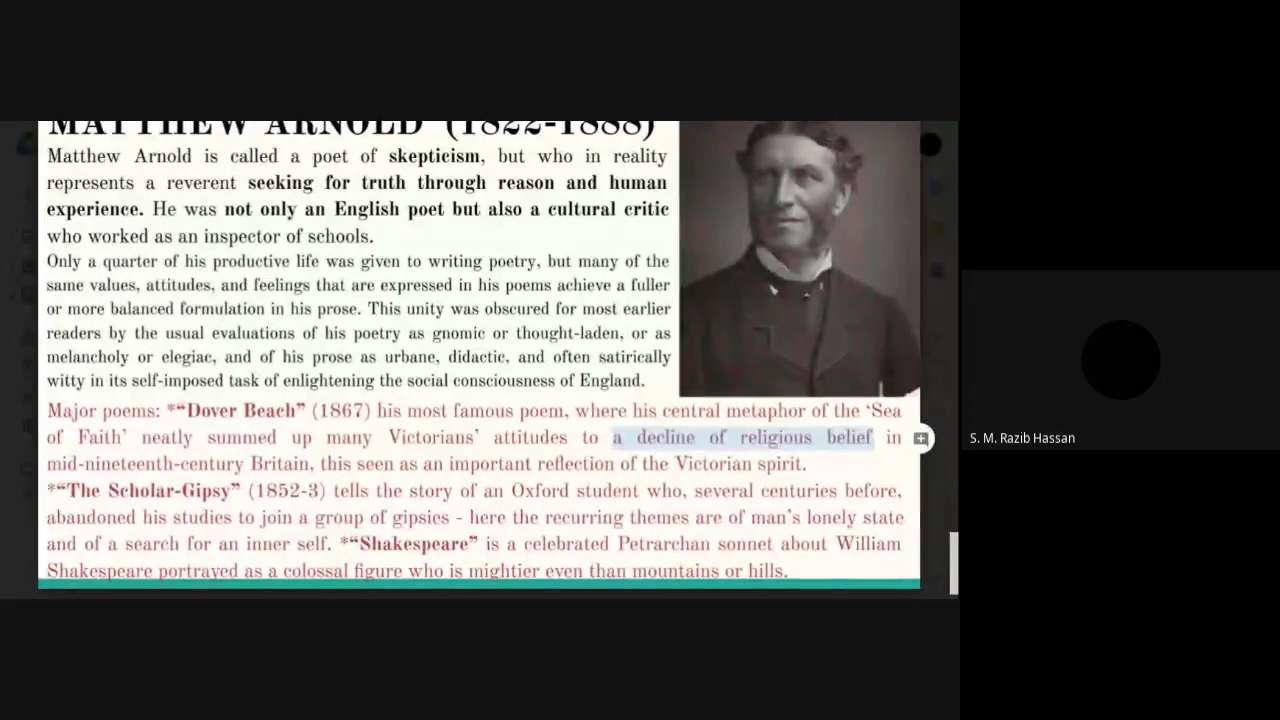 MATTHEW ARNOLD (1822-1888)
Matthew Arnold is called a poet of skepticism, but who in reality
represents a reverent seeking for truth through reason and human
experience. He was not only an English poet but also a cultural critic
who worked as an inspector of schools.
Only a quarter of his productive life was given to writing poetry, but many of the
same values, attitudes, and feelings that are expressed in his poems achieve a fuller
or more balanced formulation in his prose. This unity was obscured for most earlier
readers by the usual evaluations of his poetry as gnomic or thought-laden, or as
melancholy or elegiac, and of his prose as urbane, didactic, and often satirically
witty in its self-imposed task of enlightening the social consciousness of England.
Major poems: *“Dover Beach” (1867) his most famous poem, where his central metaphor of the ‘Sea
of Faith’ neatly summed up many Victorians’ attitudes to a decline of religious belief in
mid-nineteenth-century Britain, this seen as an important reflection of the Victorian spirit.
*“The Scholar-Gipsy” (1852-3) tells the story of an Oxford student who, several centuries before,
abandoned his studies to join a group of gipsies - here the recurring themes are of man’s lonely state
and of a search for an inner self. *“Shakespeare” is a celebrated Petrarchan sonnet about William
Shakespeare portrayed as a colossal figure who is mightier even than mountains or hills.
S. M. Razib Hassan